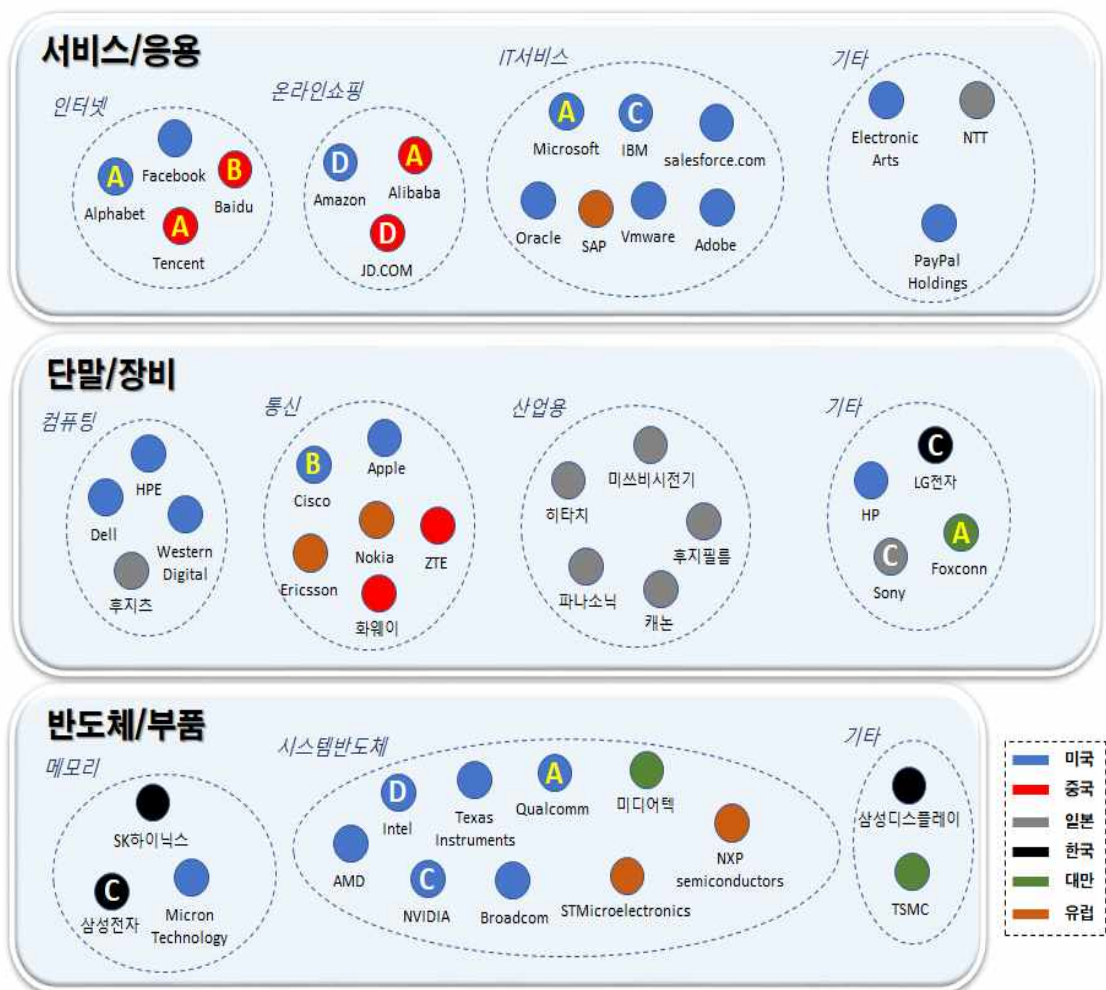 서비스/응용
인터넷
Facebook
A
Alphabet
B
Baidu
A
Tencent
온라인쇼핑
D
Amazon
A
Alibaba
D
JD.COM
IT서비스
A
Microsoft
C
IBM
salesforce.com
Oracle
SAP
Vmware
Adobe
기타
Electronic
Arts
NTT
PayPal
Holdings
단말/장비
컴퓨팅
HPE
Dell
Western
Digital
후지츠
통신
Apple
B
Cisco
Nokia
ZTE
Ericsson
화웨이
산업용
미쓰비시전기
히타치
후지필름
파나소닉
캐논
기타
C
LG전자
HP
A
Foxconn
C
Sony
반도체/부품
메모리
SK하이닉스
C
삼성전자
Micron
Technology
시스템반도체
D
Intel
Texas
Instruments
A
Qualcomm
미디어텍
AMD
C
NVIDIA
Broadcom
STMicroelectronics
NXP
semiconductors
기타
삼성디스플레이
TSMC
미국
중국
일본
한국
대만
유럽